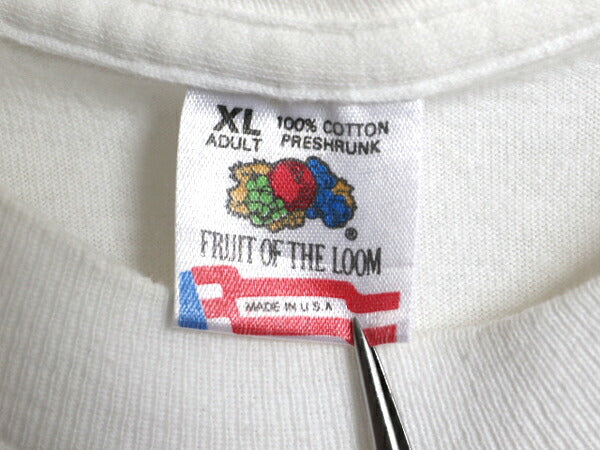 XL 100% COTTON
ADULT PRESHRUNK
®
FRUIT OF THE LOOM
MADE IN U.S.A